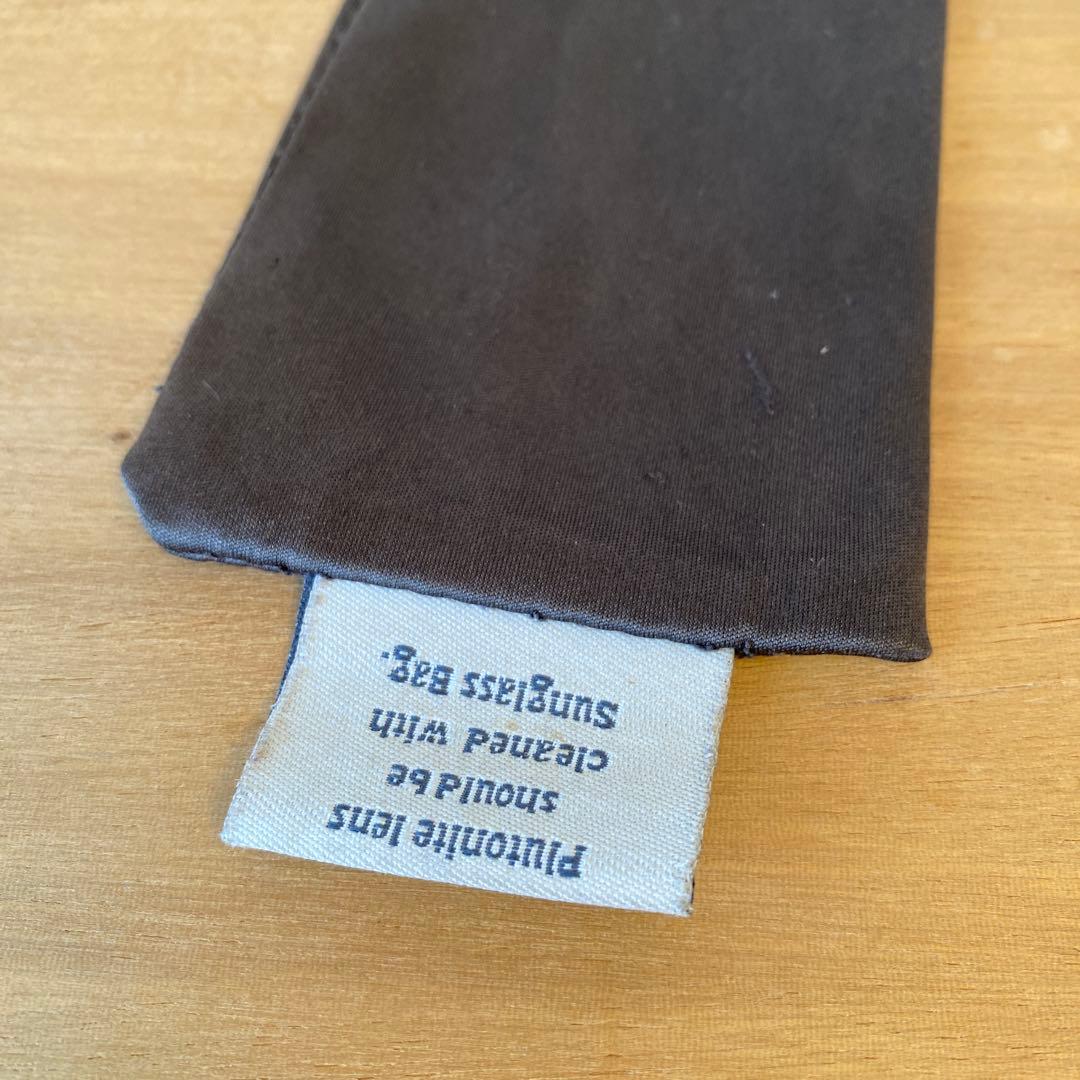 Plutonite lens
should be
cleaned with
Sunglass Bag.